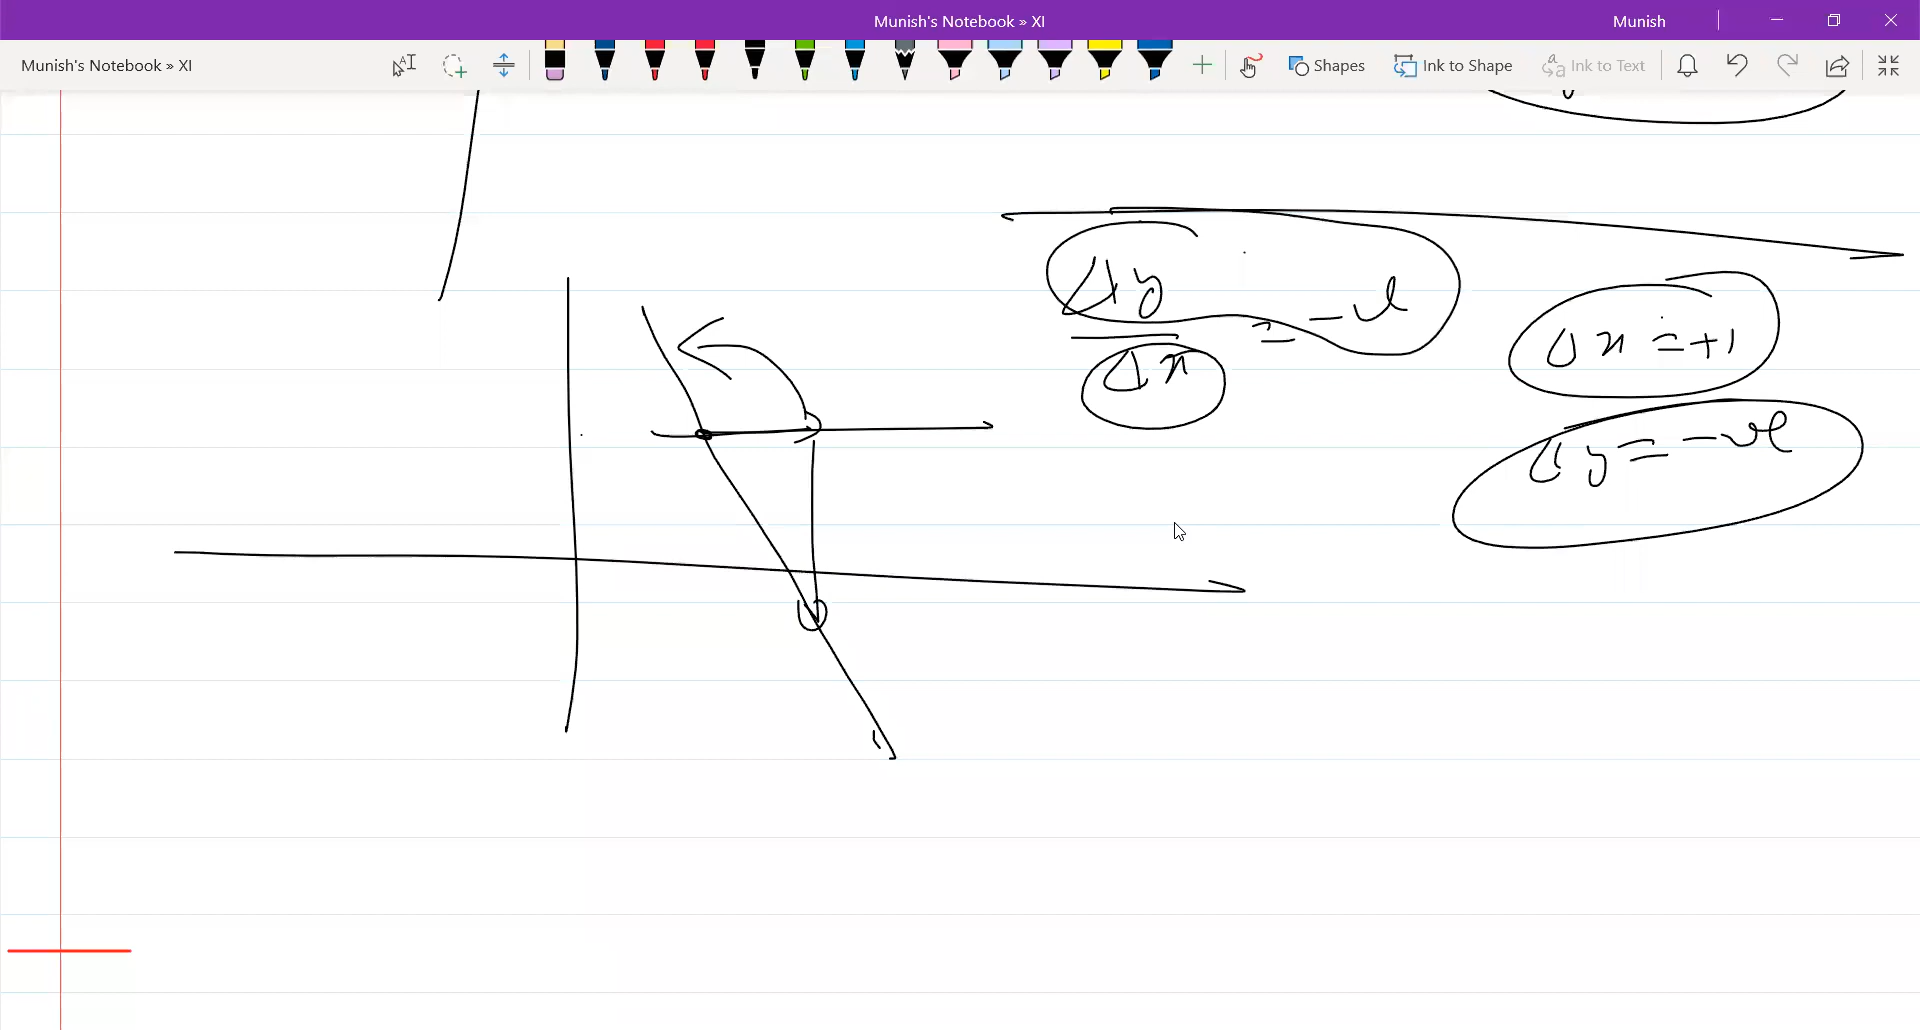 Munish's Notebook » XI
Munish
Munish's Notebook » XI
Shapes
Ink to Shape
Ink to Text
Δy
Δx
= -ve
Δx = +1
Δy = -ve